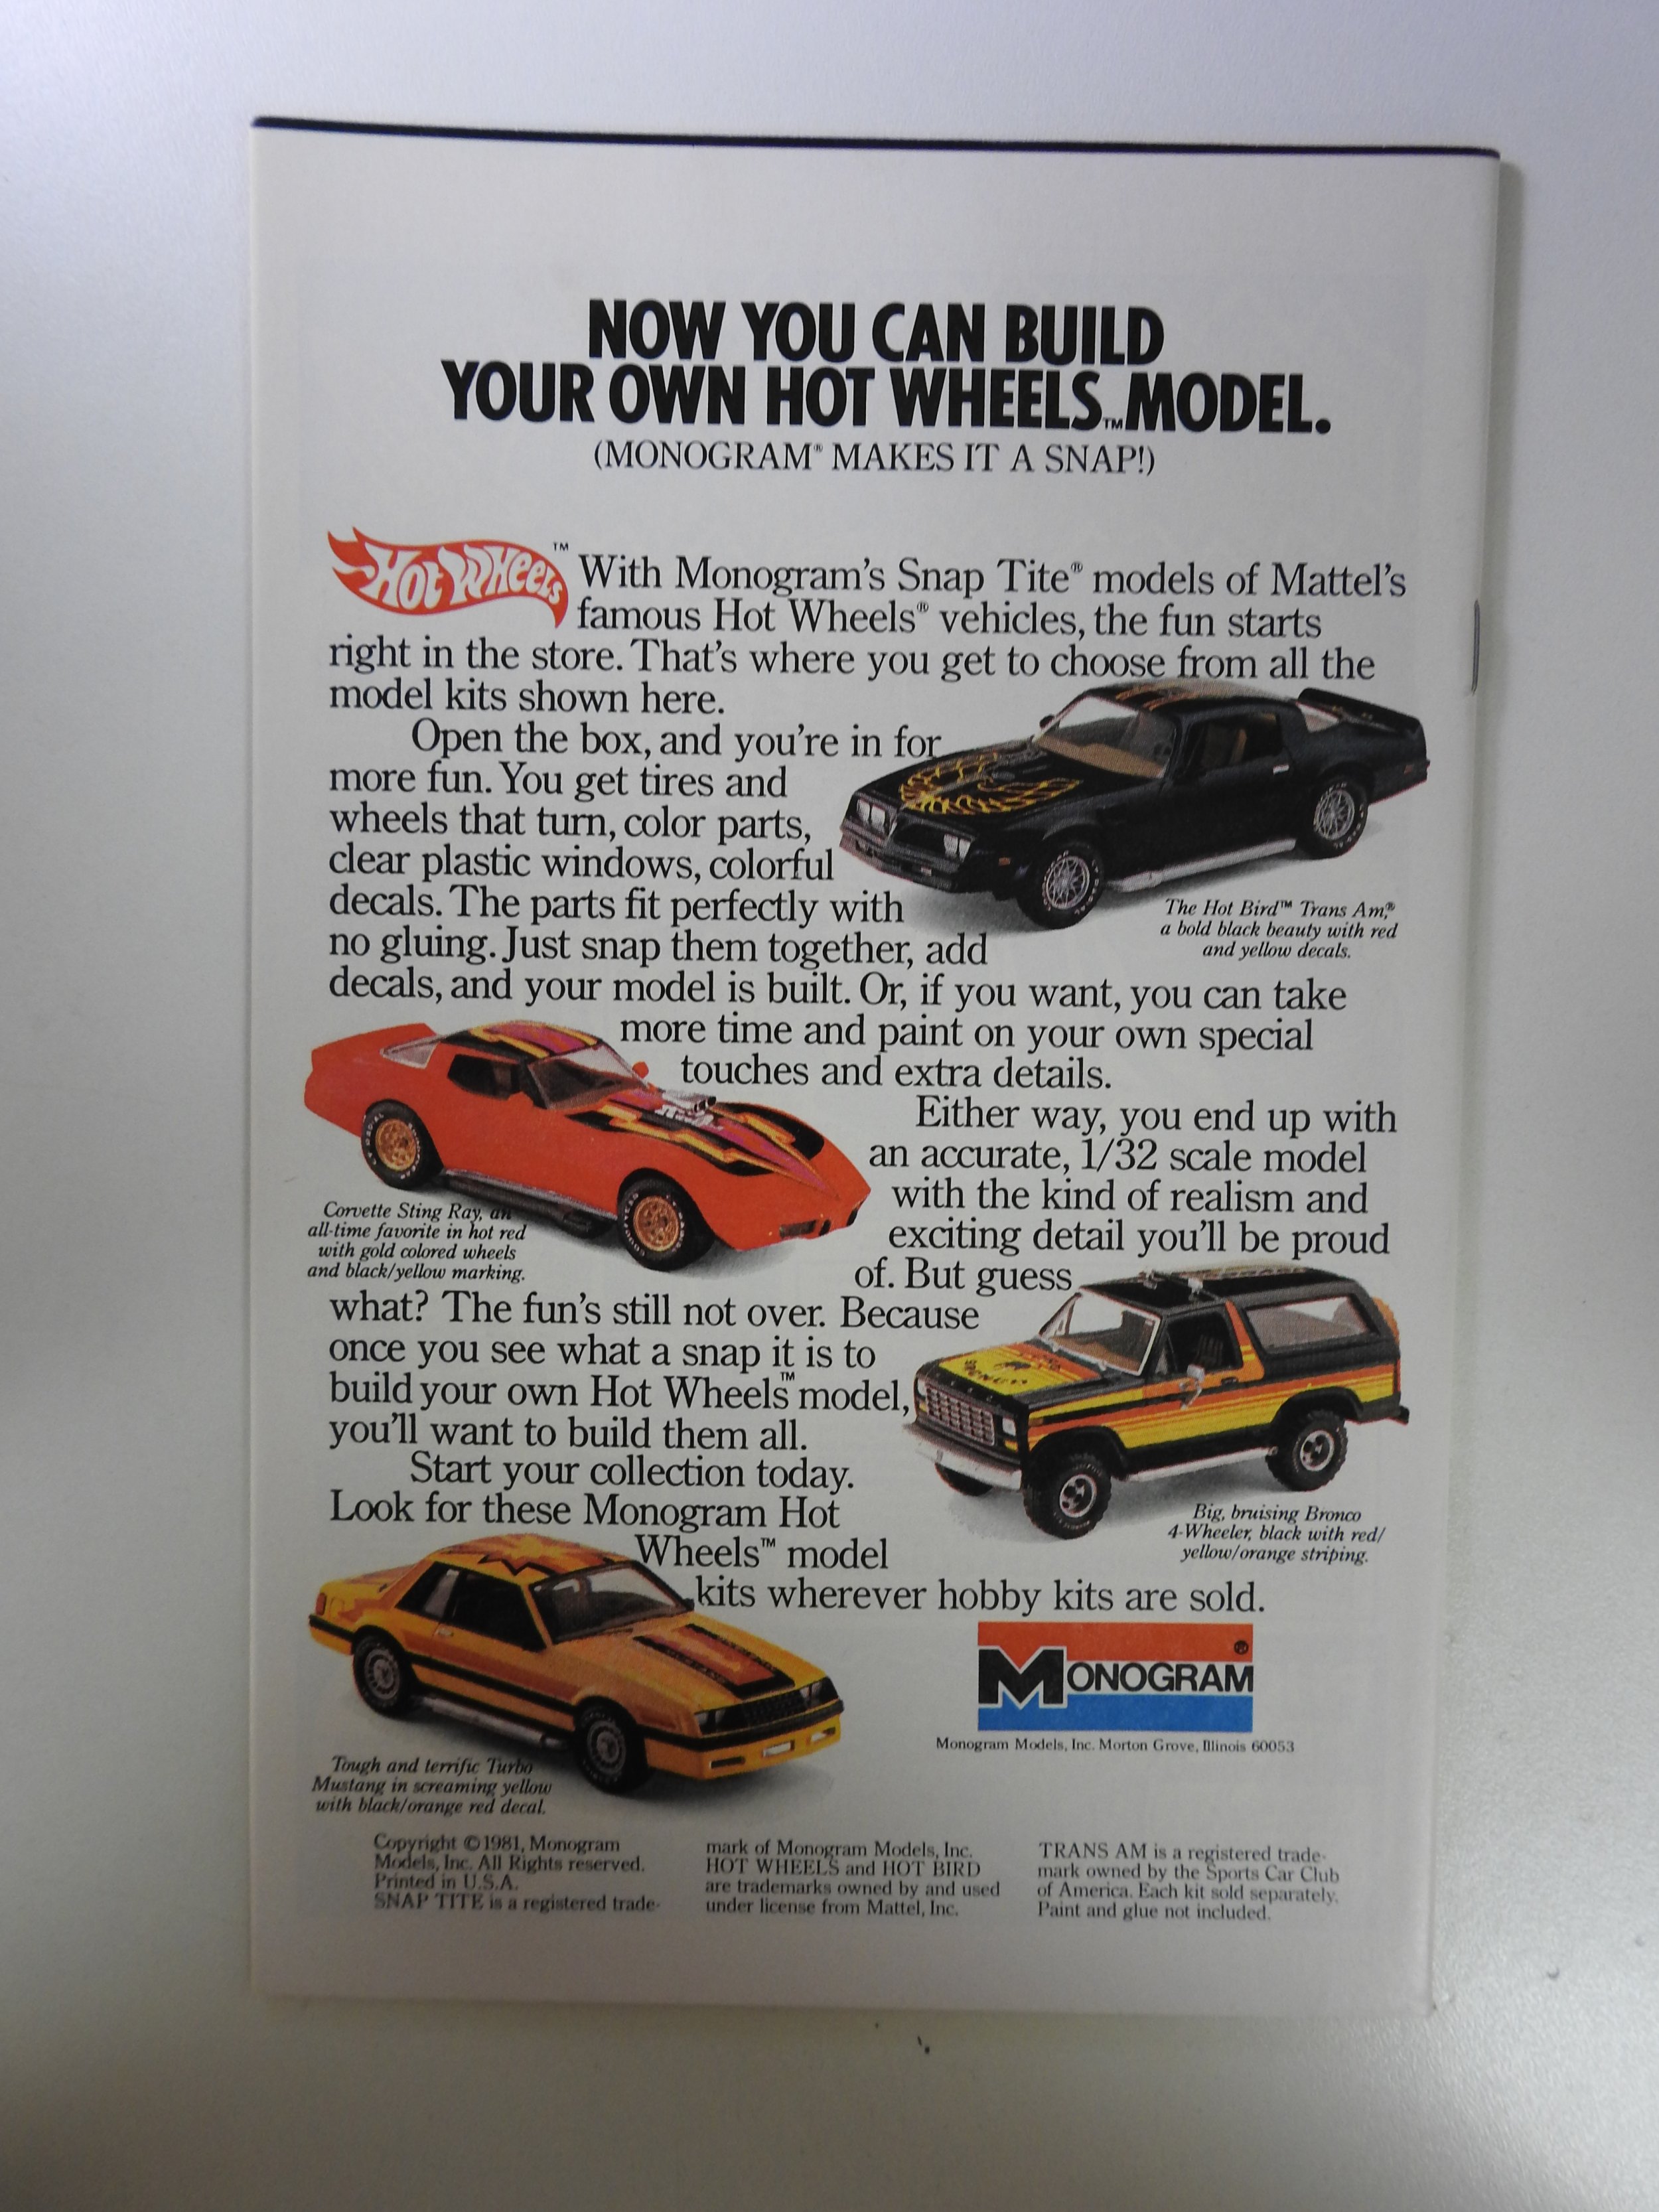 NOW YOU CAN BUILD
YOUR OWN HOT WHEELS™ MODEL.
(MONOGRAM® MAKES IT A SNAP!)
Hot Wheels™
With Monogram's Snap Tite® models of Mattel's
famous Hot Wheels® vehicles, the fun starts
right in the store. That's where you get to choose from all the
model kits shown here.
Open the box, and you're in for
more fun. You get tires and
wheels that turn, color parts,
clear plastic windows, colorful
decals. The parts fit perfectly with
no gluing. Just snap them together, add
decals, and your model is built. Or, if you want, you can take
more time and paint on your own special
touches and extra details.
The Hot Bird™ Trans Am,®
a bold black beauty with red
and yellow decals.
Either way, you end up with
an accurate, 1/32 scale model
with the kind of realism and
exciting detail you'll be proud
of. But guess
what? The fun's still not over. Because
once you see what a snap it is to
build your own Hot Wheels™ model,
you'll want to build them all.
Corvette Sting Ray, an
all-time favorite in hot red
with gold colored wheels
and black/yellow marking.
Start your collection today.
Look for these Monogram Hot
Wheels™ model
kits wherever hobby kits are sold.
Big, bruising Bronco
4-Wheeler, black with red/
yellow/orange striping.
Tough and terrific Turbo
Mustang in screaming yellow
with black/orange red decal.
MONOGRAM®
Monogram Models, Inc. Morton Grove, Illinois 60053
Copyright ©1981, Monogram
Models, Inc. All Rights reserved.
Printed in U.S.A.
SNAP TITE is a registered trade-
mark of Monogram Models, Inc.
HOT WHEELS and HOT BIRD
are trademarks owned by and used
under license from Mattel, Inc.
TRANS AM is a registered trade-
mark owned by the Sports Car Club
of America. Each kit sold separately.
Paint and glue not included.